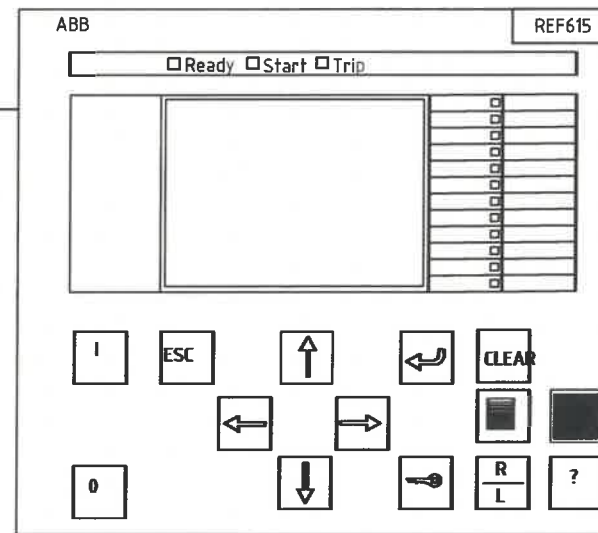 ABB REF615
Ready Start Trip
I ESC CLEAR
0 R ?
L